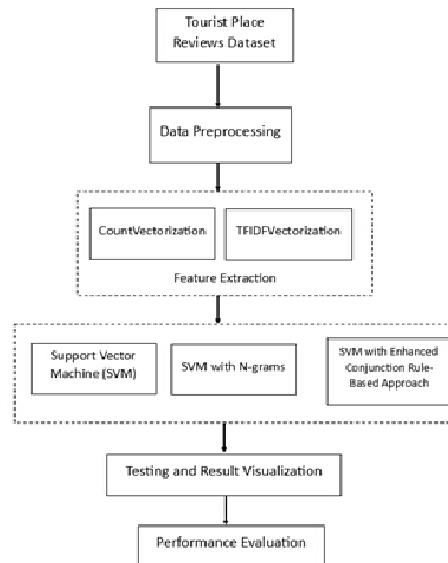 Tourist Place
Reviews Dataset
Data Preprocessing
CountVectorization
TFIDFVectorization
Feature Extraction
Support Vector
Machine (SVM)
SVM with N-grams
SVM with Enhanced
Conjunction Rule-
Based Approach
Testing and Result Visualization
Performance Evaluation